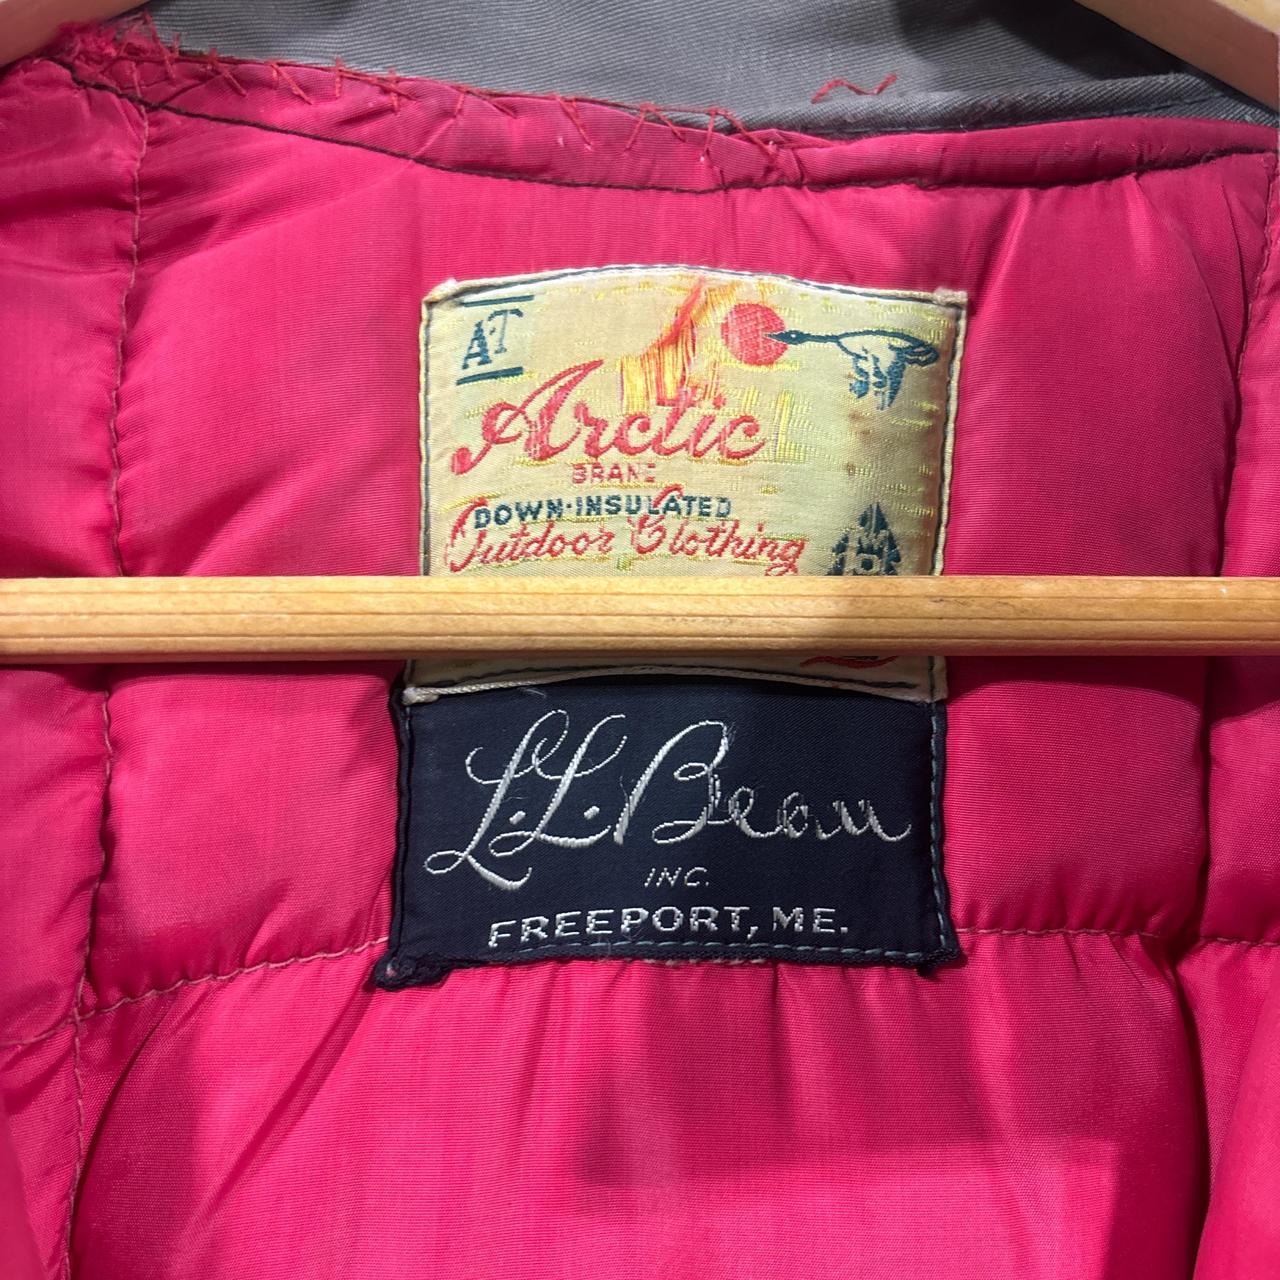 AT
Arctic
BRAND
DOWN-INSULATED
Outdoor Clothing
L.L. Bean
INC.
FREEPORT, ME.